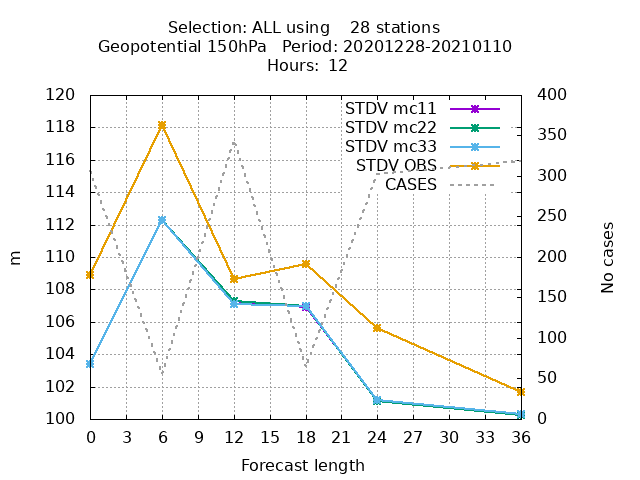 Selection: ALL using    28 stations
Geopotential 150hPa   Period: 20201228-20210110
Hours:  12
120 400
STDV mc11
118 350
STDV mc22
STDV mc33
116 300
STDV OBS
CASES
114 250
112 200
110
108 150
106 100
104 50
102
100 0
m
No cases
0 3 6 9 12 15 18 21 24 27 30 33 36
Forecast length